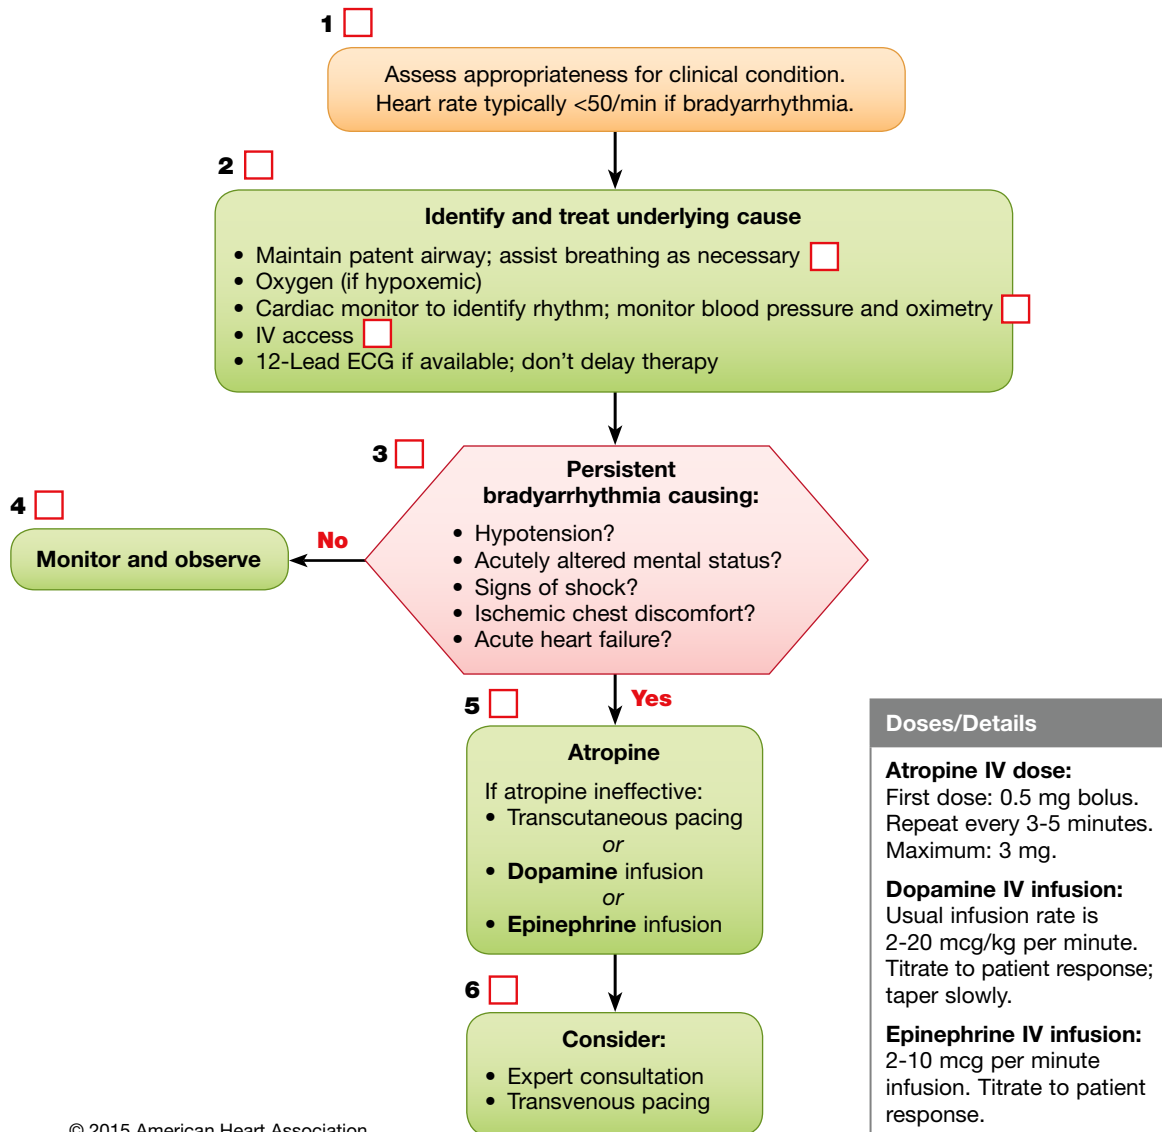 1
Assess appropriateness for clinical condition.
Heart rate typically <50/min if bradyarrhythmia.
2
Identify and treat underlying cause
• Maintain patent airway; assist breathing as necessary
• Oxygen (if hypoxemic)
• Cardiac monitor to identify rhythm; monitor blood pressure and oximetry
• IV access
• 12-Lead ECG if available; don't delay therapy
3
Persistent
bradyarrhythmia causing:
• Hypotension?
• Acutely altered mental status?
• Signs of shock?
• Ischemic chest discomfort?
• Acute heart failure?
4
No
Monitor and observe
Yes
5
Atropine
If atropine ineffective:
• Transcutaneous pacing
or
• Dopamine infusion
or
• Epinephrine infusion
6
Consider:
• Expert consultation
• Transvenous pacing
Doses/Details
Atropine IV dose:
First dose: 0.5 mg bolus.
Repeat every 3-5 minutes.
Maximum: 3 mg.
Dopamine IV infusion:
Usual infusion rate is
2-20 mcg/kg per minute.
Titrate to patient response;
taper slowly.
Epinephrine IV infusion:
2-10 mcg per minute
infusion. Titrate to patient
response.
© 2015 American Heart Association